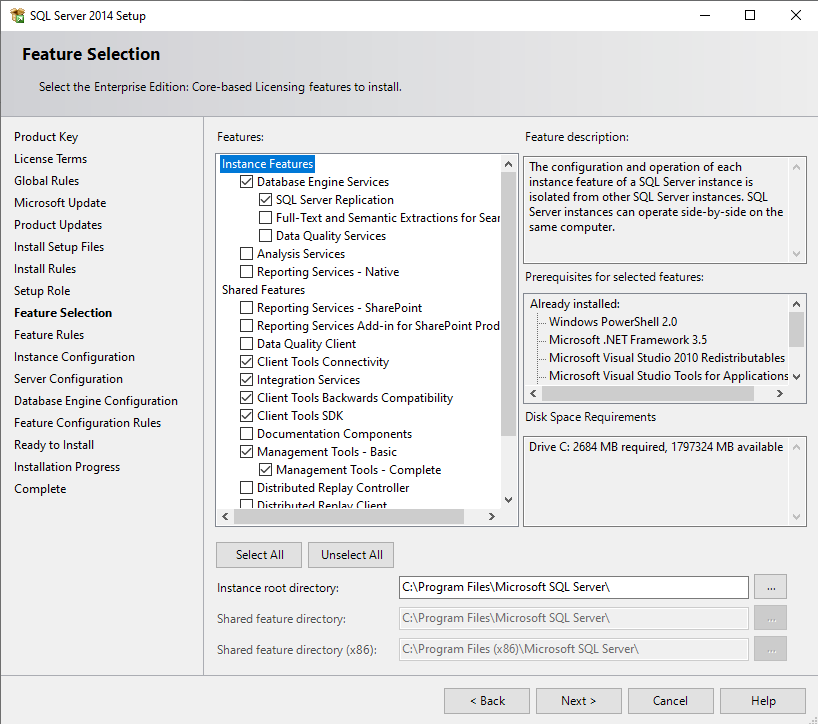 SQL Server 2014 Setup
Feature Selection
Select the Enterprise Edition: Core-based Licensing features to install.
Product Key
License Terms
Global Rules
Microsoft Update
Product Updates
Install Setup Files
Install Rules
Setup Role
Feature Selection
Feature Rules
Instance Configuration
Server Configuration
Database Engine Configuration
Feature Configuration Rules
Ready to Install
Installation Progress
Complete
Features:
Instance Features
Database Engine Services
SQL Server Replication
Full-Text and Semantic Extractions for Sear
Data Quality Services
Analysis Services
Reporting Services - Native
Shared Features
Reporting Services - SharePoint
Reporting Services Add-in for SharePoint Prod
Data Quality Client
Client Tools Connectivity
Integration Services
Client Tools Backwards Compatibility
Client Tools SDK
Documentation Components
Management Tools - Basic
Management Tools - Complete
Distributed Replay Controller
Distributed Replay Client
Feature description:
The configuration and operation of each
instance feature of a SQL Server instance is
isolated from other SQL Server instances. SQL
Server instances can operate side-by-side on the
same computer.
Prerequisites for selected features:
Already installed:
Windows PowerShell 2.0
Microsoft .NET Framework 3.5
Microsoft Visual Studio 2010 Redistributables
Microsoft Visual Studio Tools for Applications
Disk Space Requirements
Drive C: 2684 MB required, 1797324 MB available
Select All
Unselect All
Instance root directory:
C:\Program Files\Microsoft SQL Server\
...
Shared feature directory:
C:\Program Files\Microsoft SQL Server\
...
Shared feature directory (x86):
C:\Program Files (x86)\Microsoft SQL Server\
...
< Back
Next >
Cancel
Help